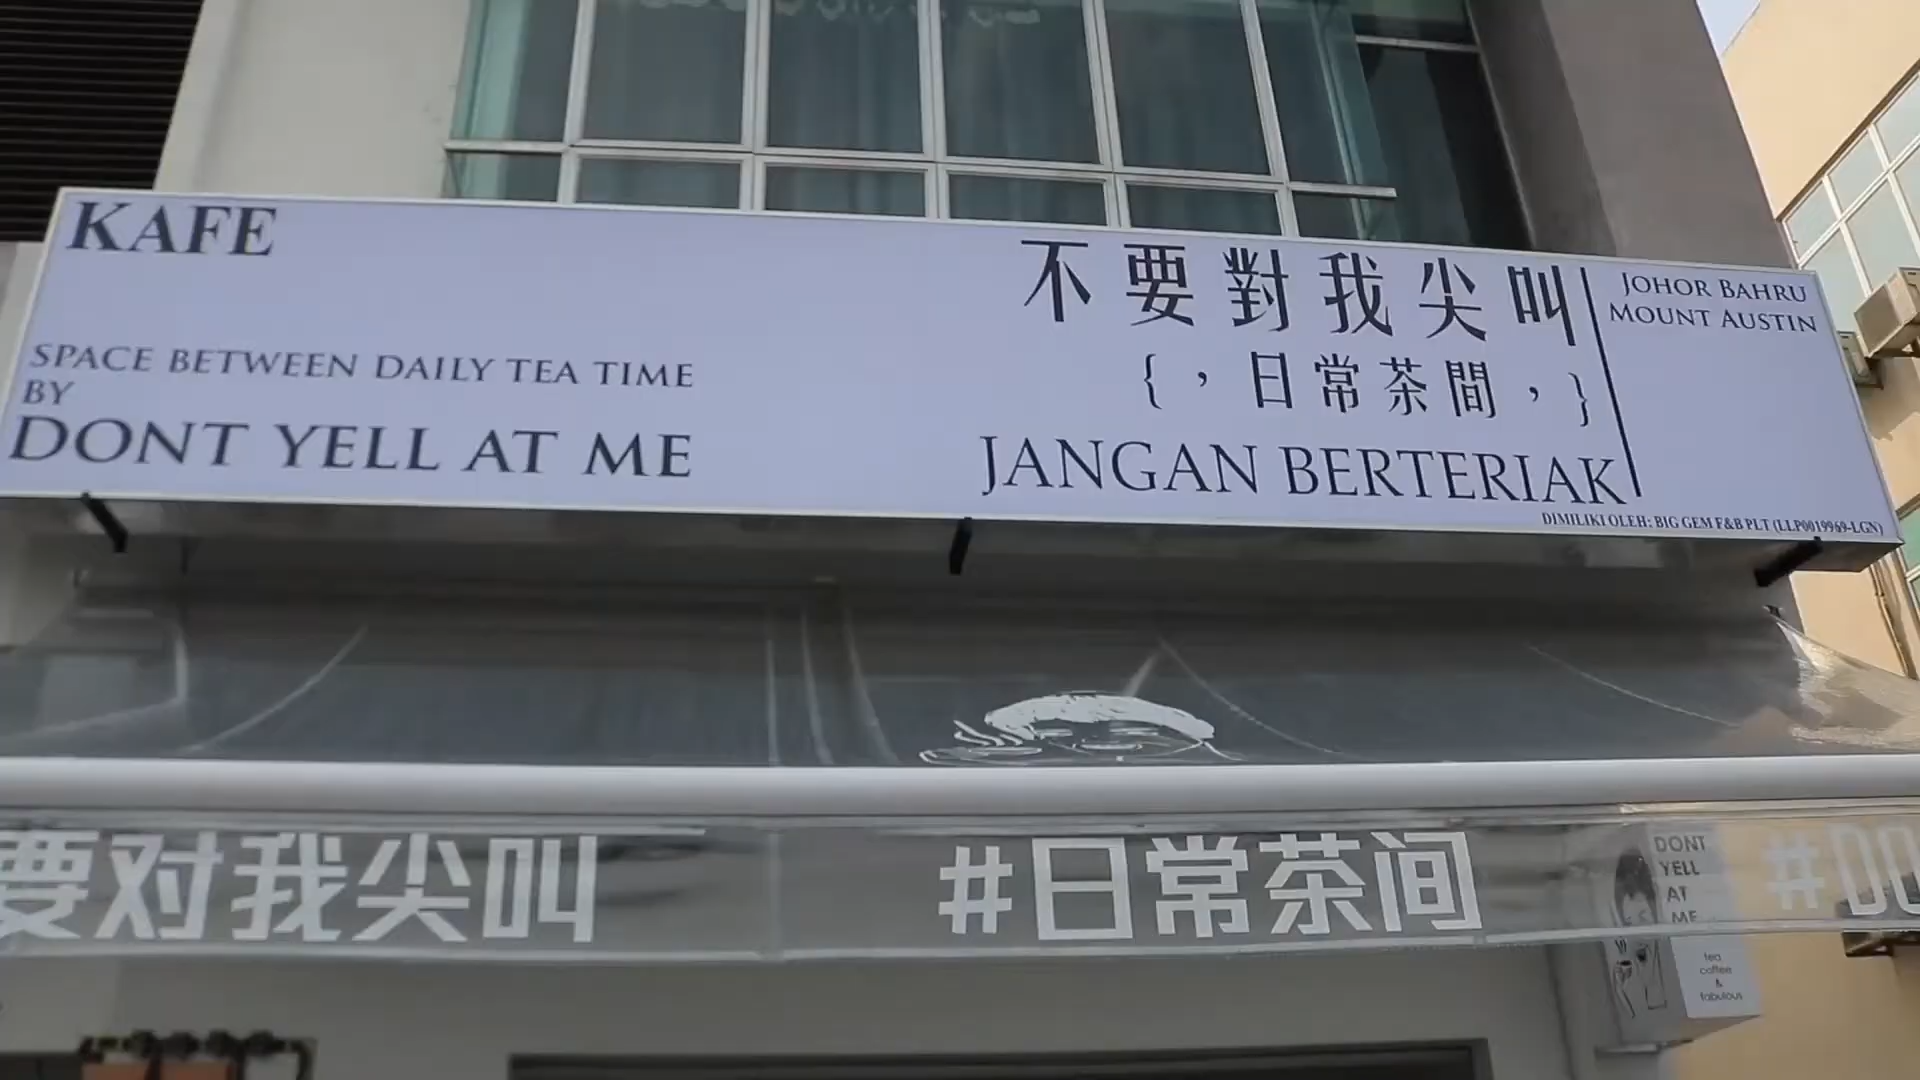 KAFE
SPACE BETWEEN DAILY TEA TIME
BY
DONT YELL AT ME
不要對我尖叫
{，日常茶間，}
JANGAN BERTERIAK
JOHOR BAHRU
MOUNT AUSTIN
DIMILIKI OLEH: BIG GEM F&B PLT (LLP0019969-LGN)
要对我尖叫
#日常茶间
#DO
DONT
YELL
AT
ME
tea
coffee
&
fabulous